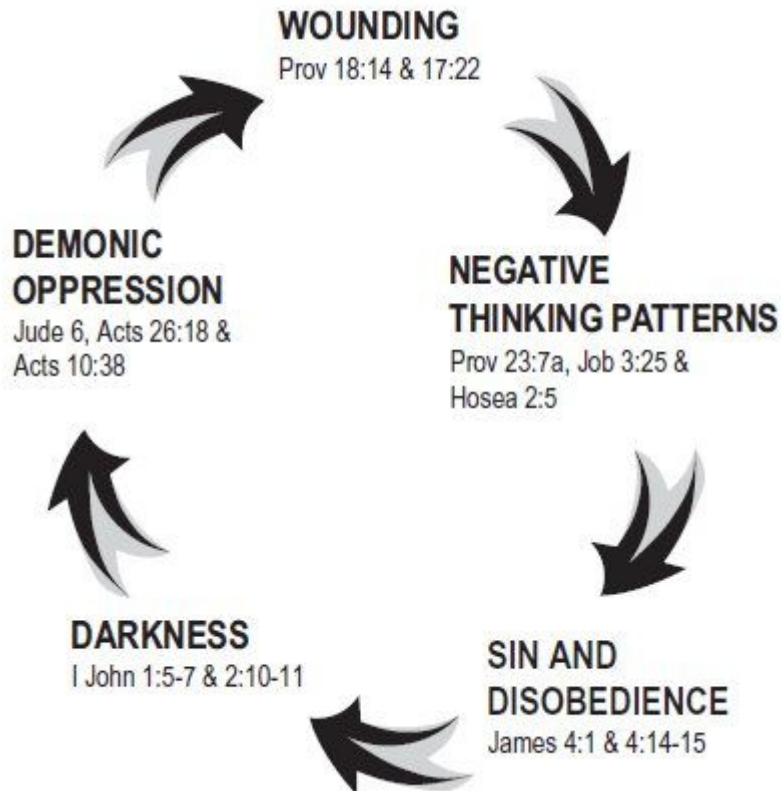 WOUNDING
Prov 18:14 & 17:22
NEGATIVE
THINKING PATTERNS
Prov 23:7a, Job 3:25 &
Hosea 2:5
SIN AND
DISOBEDIENCE
James 4:1 & 4:14-15
DARKNESS
I John 1:5-7 & 2:10-11
DEMONIC
OPPRESSION
Jude 6, Acts 26:18 &
Acts 10:38